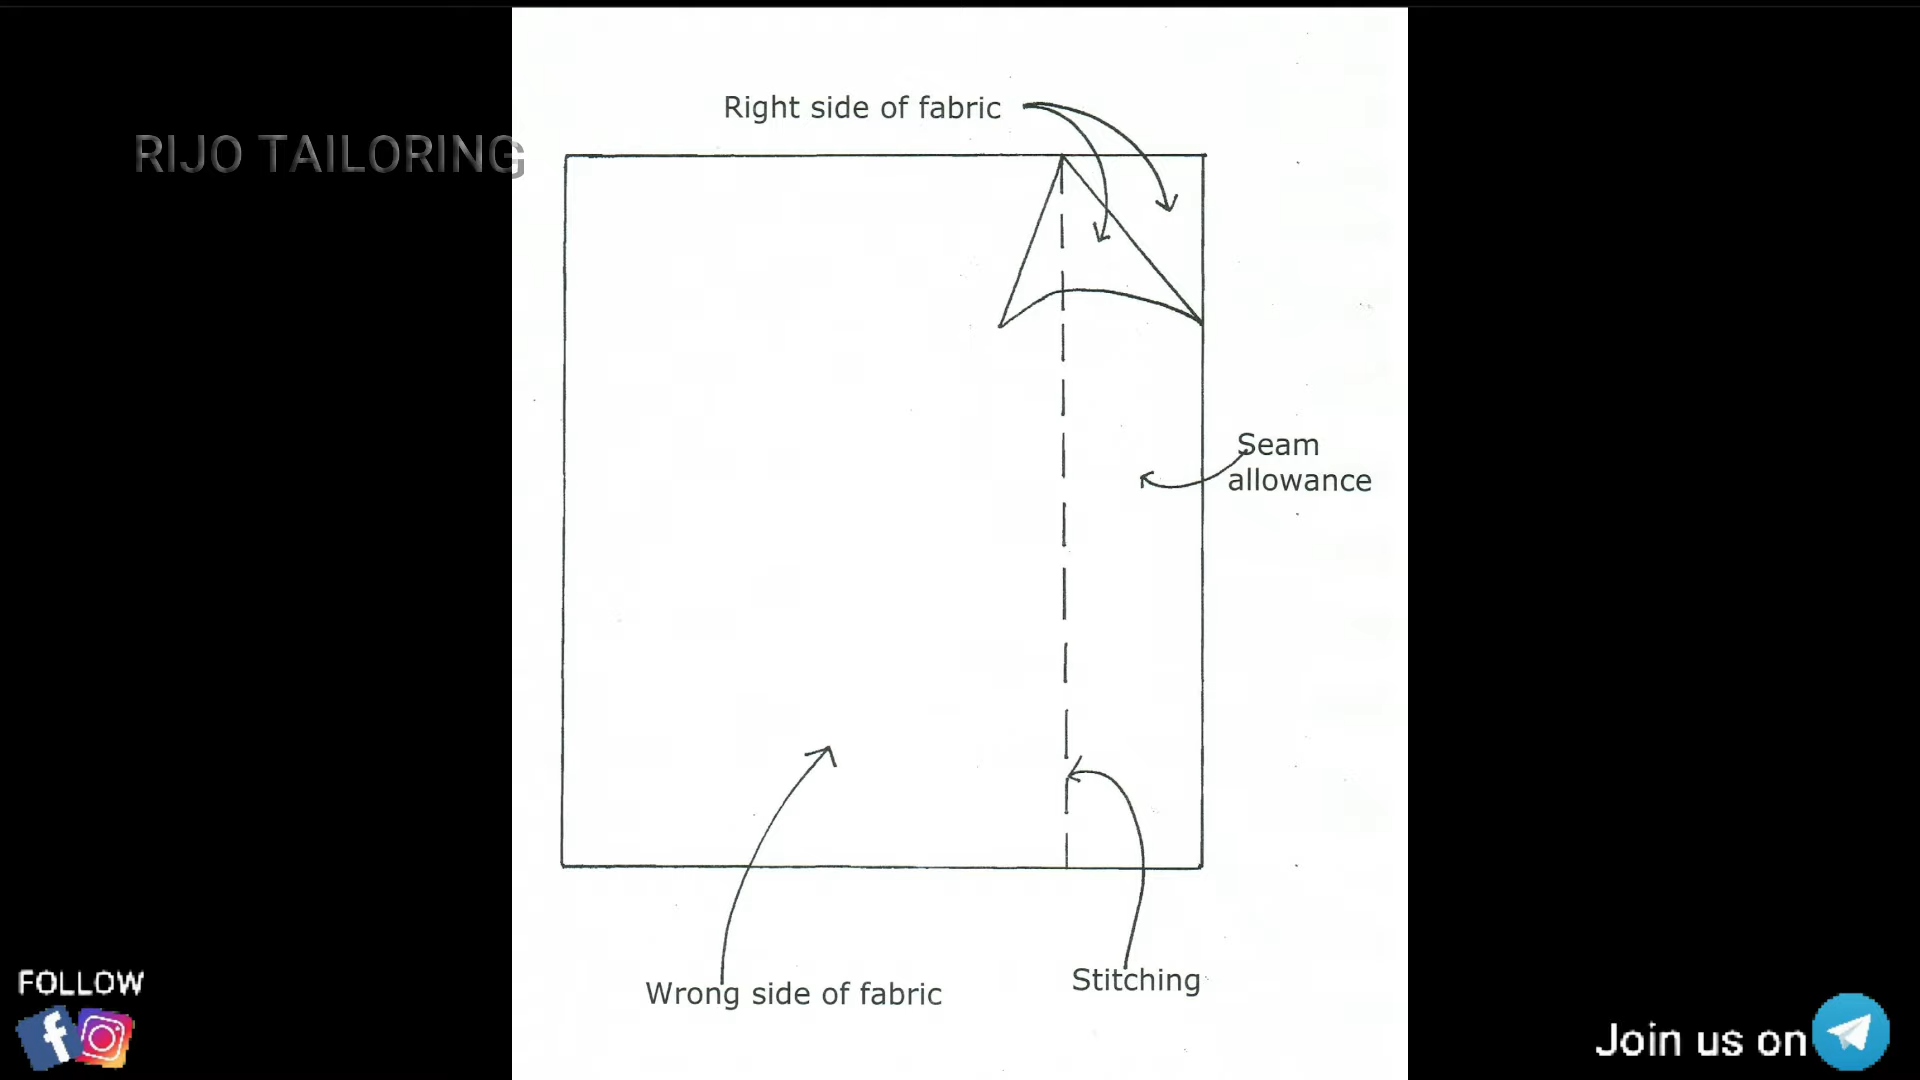 Right side of fabric
RIJO TAILORING
Seam
allowance
Wrong side of fabric
Stitching
FOLLOW
Join us on